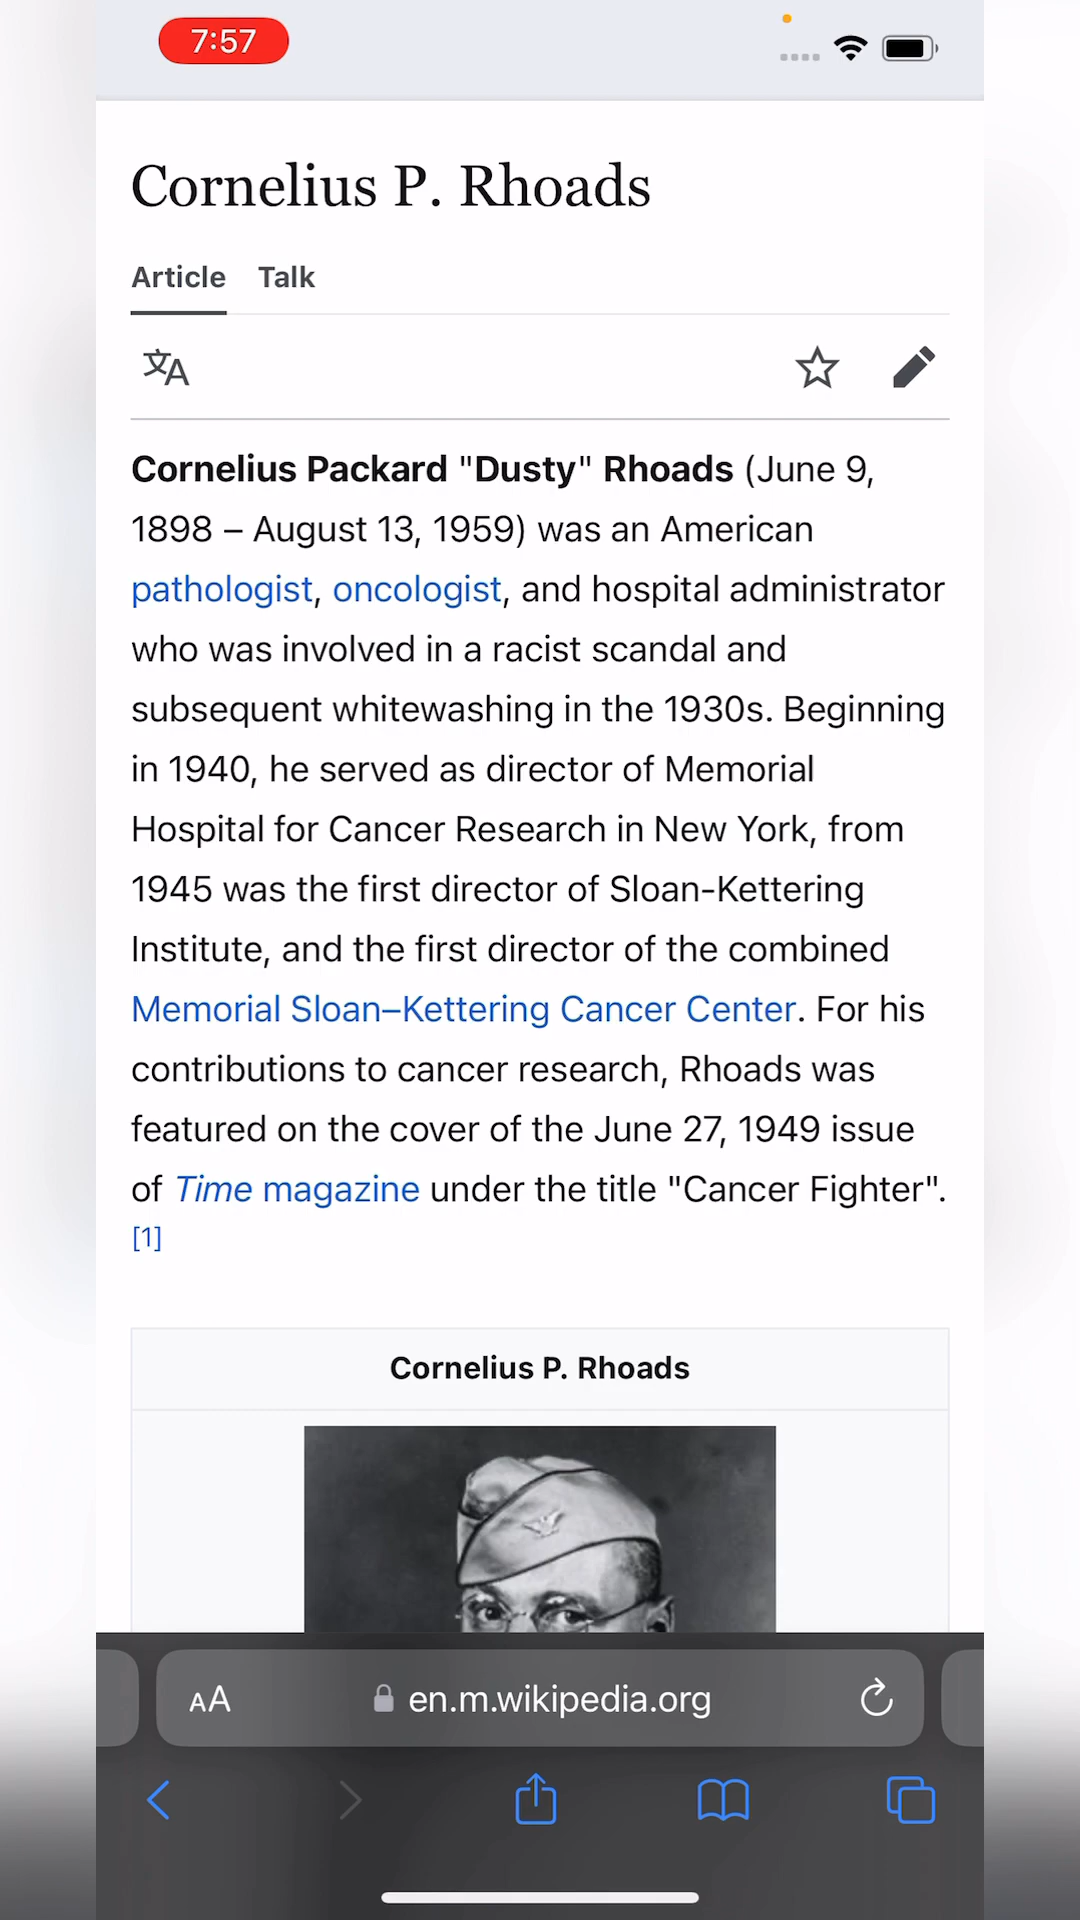 7:57
Cornelius P. Rhoads
Article Talk
文A
Cornelius Packard "Dusty" Rhoads (June 9,
1898 – August 13, 1959) was an American
pathologist, oncologist, and hospital administrator
who was involved in a racist scandal and
subsequent whitewashing in the 1930s. Beginning
in 1940, he served as director of Memorial
Hospital for Cancer Research in New York, from
1945 was the first director of Sloan-Kettering
Institute, and the first director of the combined
Memorial Sloan–Kettering Cancer Center. For his
contributions to cancer research, Rhoads was
featured on the cover of the June 27, 1949 issue
of Time magazine under the title "Cancer Fighter".
[1]
Cornelius P. Rhoads
AA en.m.wikipedia.org